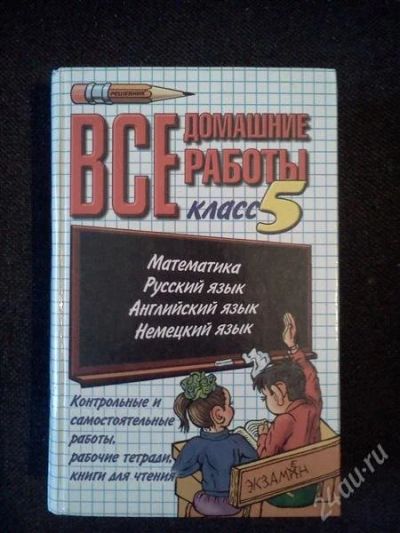 РЕШЕБНИК
ВСЕ ДОМАШНИЕ
РАБОТЫ
КЛАСС 5
Математика
Русский язык
Английский язык
Немецкий язык
Контрольные и
самостоятельные
работы,
рабочие тетради,
книги для чтения
ЭКЗАМЕН
24au.ru